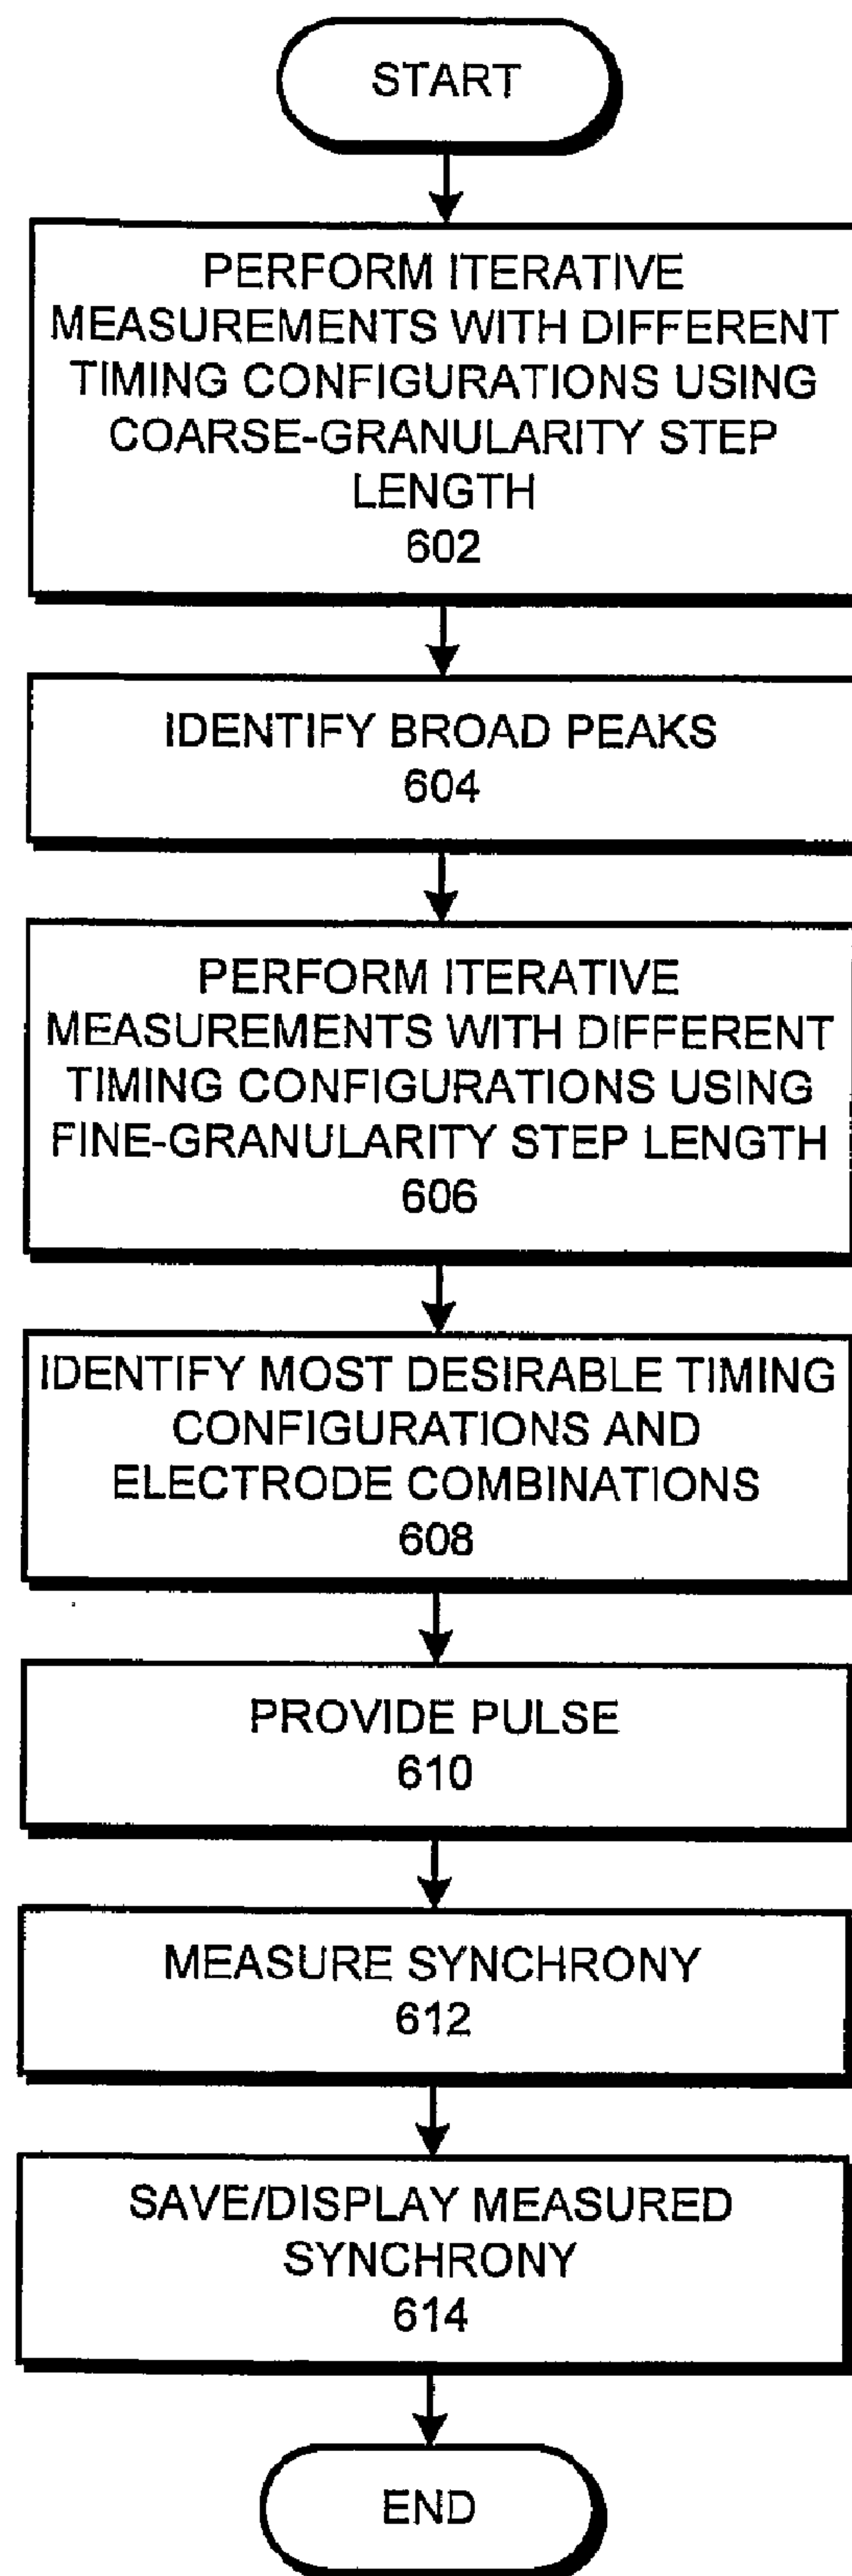 START
PERFORM ITERATIVE
MEASUREMENTS WITH DIFFERENT
TIMING CONFIGURATIONS USING
COARSE-GRANULARITY STEP
LENGTH
602
IDENTIFY BROAD PEAKS
604
PERFORM ITERATIVE
MEASUREMENTS WITH DIFFERENT
TIMING CONFIGURATIONS USING
FINE-GRANULARITY STEP LENGTH
606
IDENTIFY MOST DESIRABLE TIMING
CONFIGURATIONS AND
ELECTRODE COMBINATIONS
608
PROVIDE PULSE
610
MEASURE SYNCHRONY
612
SAVE/DISPLAY MEASURED
SYNCHRONY
614
END